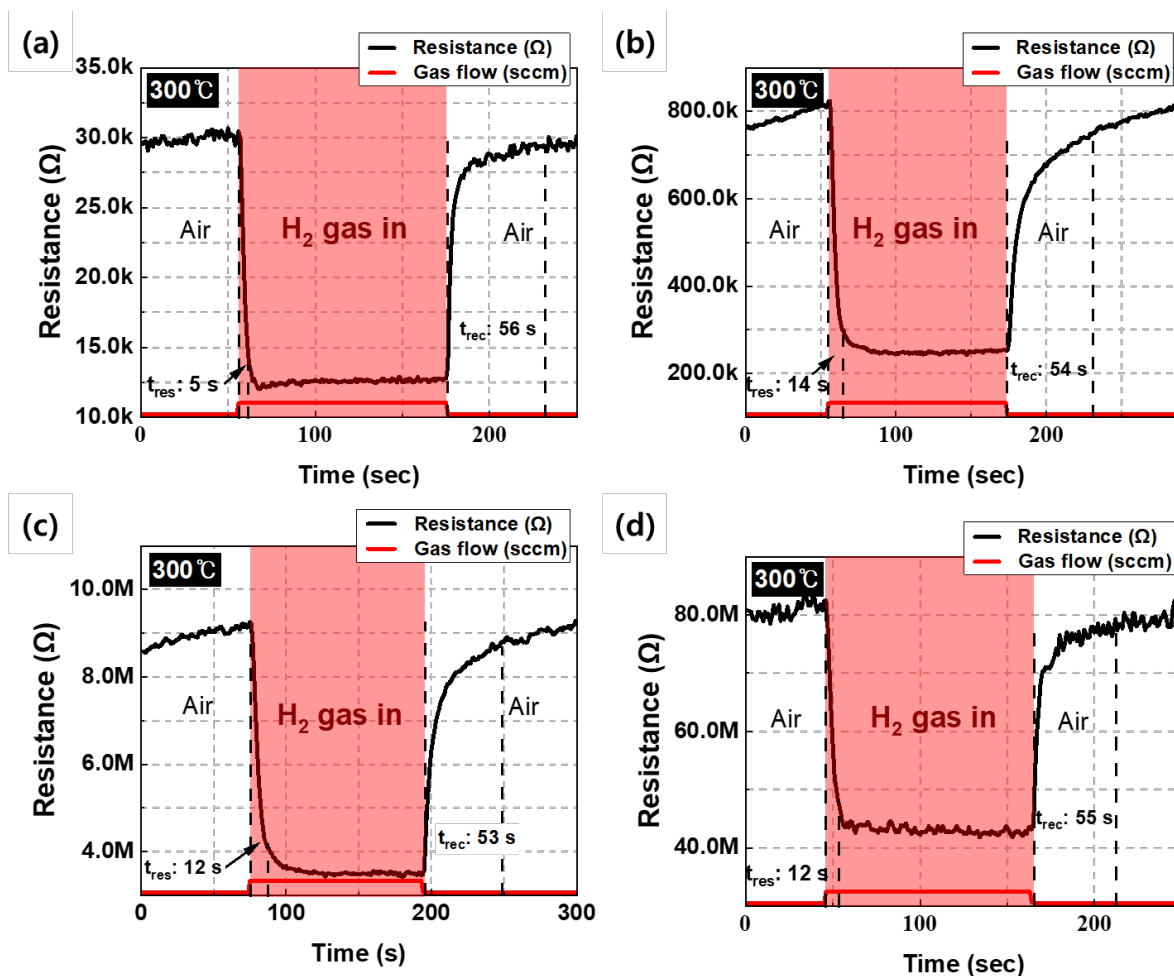 (a)
Resistance (Ω)
Gas flow (sccm)
300℃
35.0k
30.0k
25.0k
20.0k
15.0k
10.0k
Resistance (Ω)
Air
H2 gas in
Air
tres: 5 s
trec: 56 s
0
100
200
Time (sec)
(b)
Resistance (Ω)
Gas flow (sccm)
300℃
800.0k
600.0k
400.0k
200.0k
Resistance (Ω)
Air
H2 gas in
Air
tres: 14 s
trec: 54 s
0
100
200
Time (sec)
(c)
Resistance (Ω)
Gas flow (sccm)
300℃
10.0M
8.0M
6.0M
4.0M
Resistance (Ω)
Air
H2 gas in
Air
tres: 12 s
trec: 53 s
0
100
200
300
Time (s)
(d)
Resistance (Ω)
Gas flow (sccm)
300℃
80.0M
60.0M
40.0M
Resistance (Ω)
Air
H2 gas in
Air
tres: 12 s
trec: 55 s
0
100
200
Time (sec)